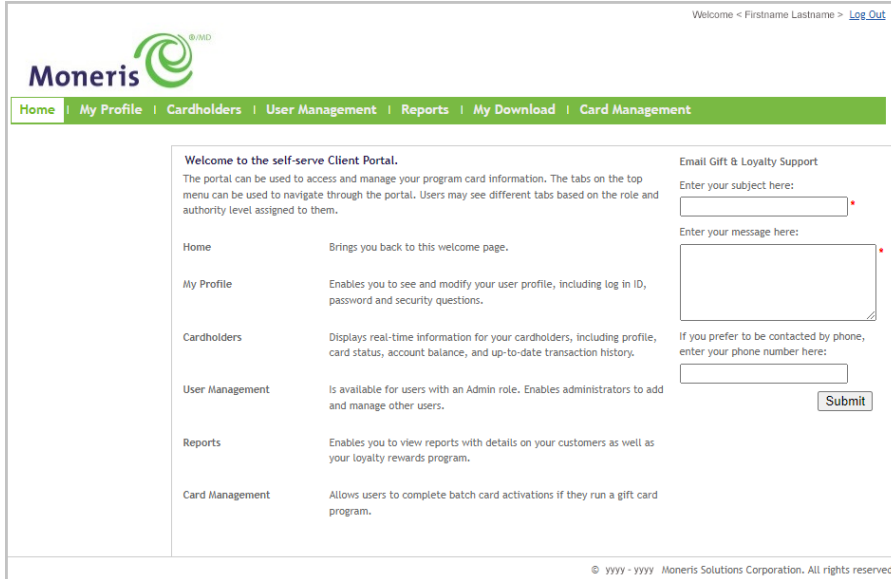 Welcome < Firstname Lastname > Log Out
Moneris ®/MD
Home | My Profile | Cardholders | User Management | Reports | My Download | Card Management
Welcome to the self-serve Client Portal.
The portal can be used to access and manage your program card information. The tabs on the top
menu can be used to navigate through the portal. Users may see different tabs based on the role and
authority level assigned to them.
Home Brings you back to this welcome page.
My Profile Enables you to see and modify your user profile, including log in ID,
password and security questions.
Cardholders Displays real-time information for your cardholders, including profile,
card status, account balance, and up-to-date transaction history.
User Management Is available for users with an Admin role. Enables administrators to add
and manage other users.
Reports Enables you to view reports with details on your customers as well as
your loyalty rewards program.
Card Management Allows users to complete batch card activations if they run a gift card
program.
Email Gift & Loyalty Support
Enter your subject here:
*
Enter your message here:
*
If you prefer to be contacted by phone,
enter your phone number here:
Submit
© yyyy - yyyy Moneris Solutions Corporation. All rights reserved